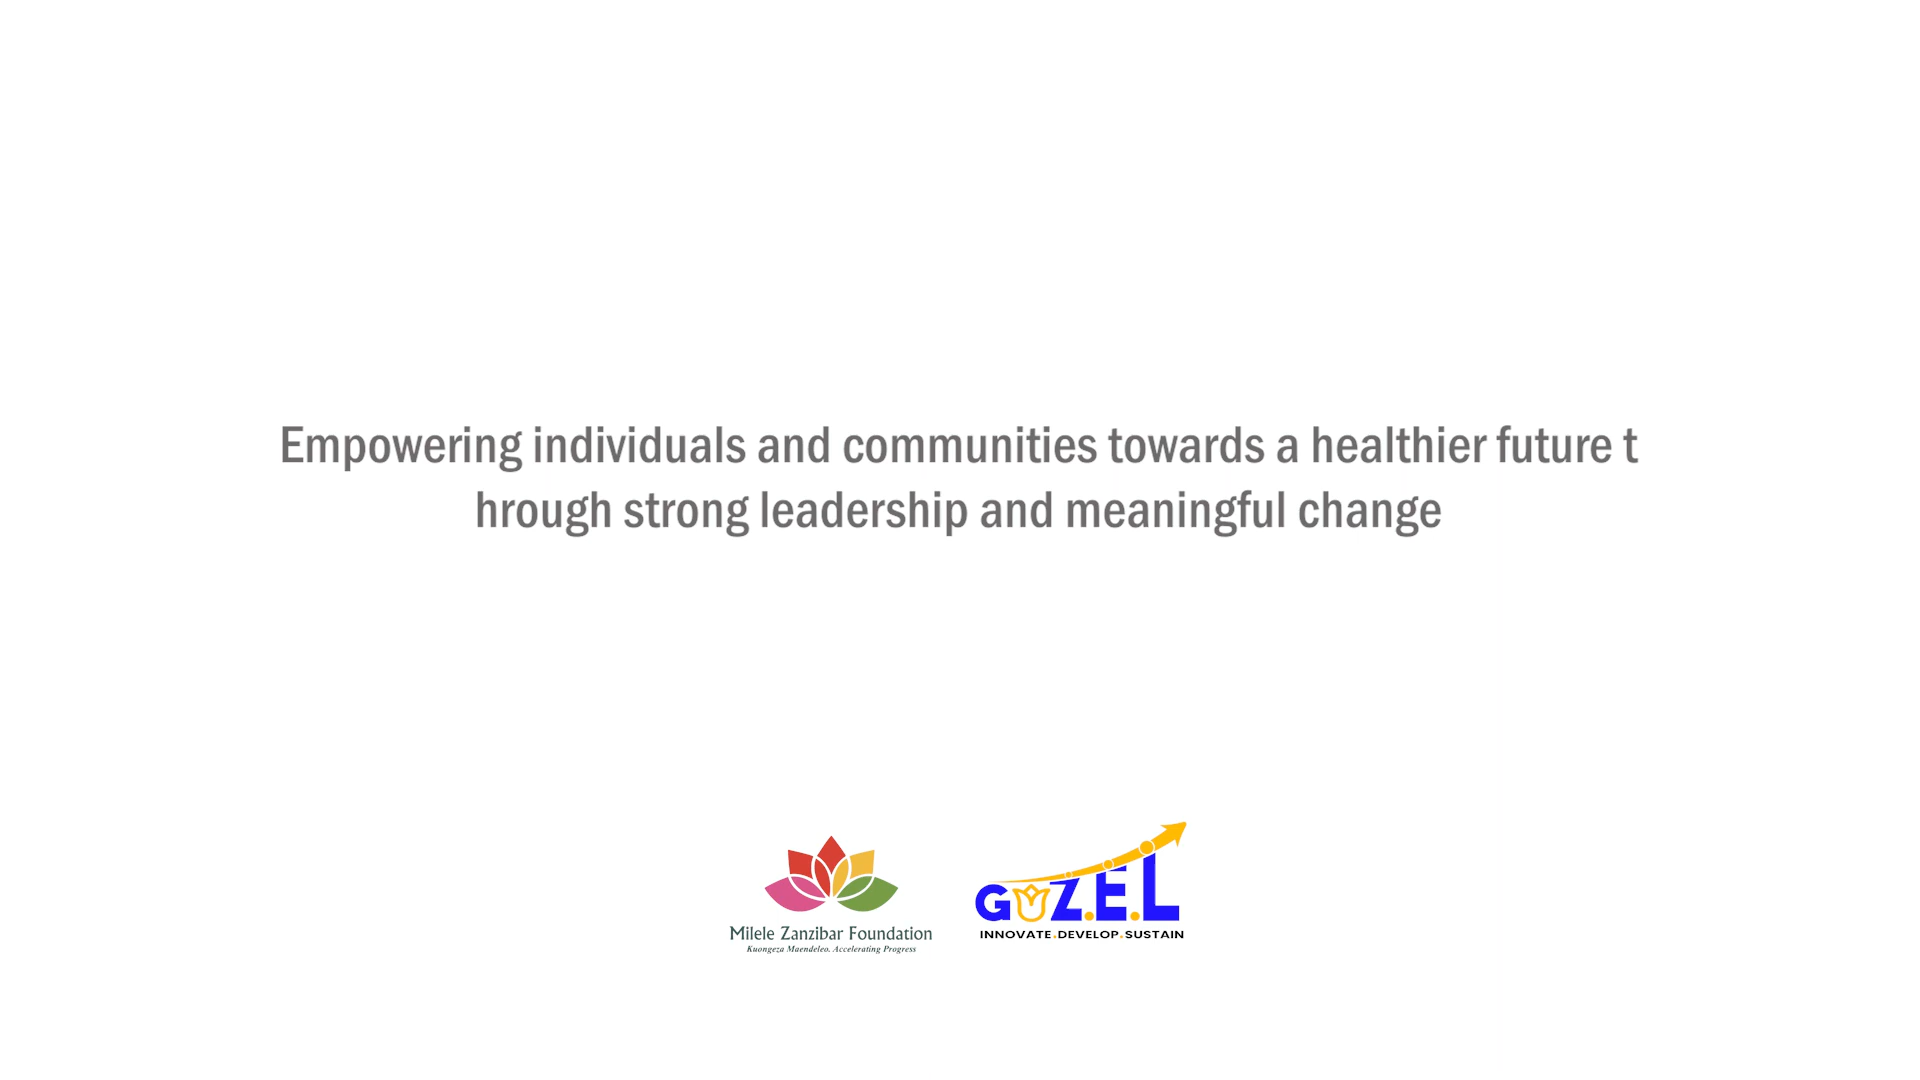 Empowering individuals and communities towards a healthier future t
hrough strong leadership and meaningful change
Milele Zanzibar Foundation
Kuongeza Maendeleo. Accelerating Progress
GUZ.E.L
INNOVATE.DEVELOP.SUSTAIN